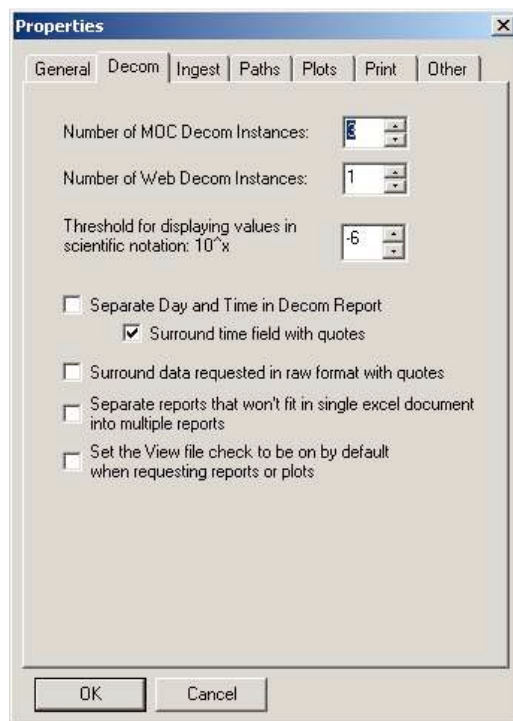 Properties
General Decom Ingest Paths Plots Print Other
Number of MOC Decom Instances: 3
Number of Web Decom Instances: 1
Threshold for displaying values in
scientific notation: 10^x -6
Separate Day and Time in Decom Report
Surround time field with quotes
Surround data requested in raw format with quotes
Separate reports that won't fit in single excel document
into multiple reports
Set the View file check to be on by default
when requesting reports or plots
OK Cancel